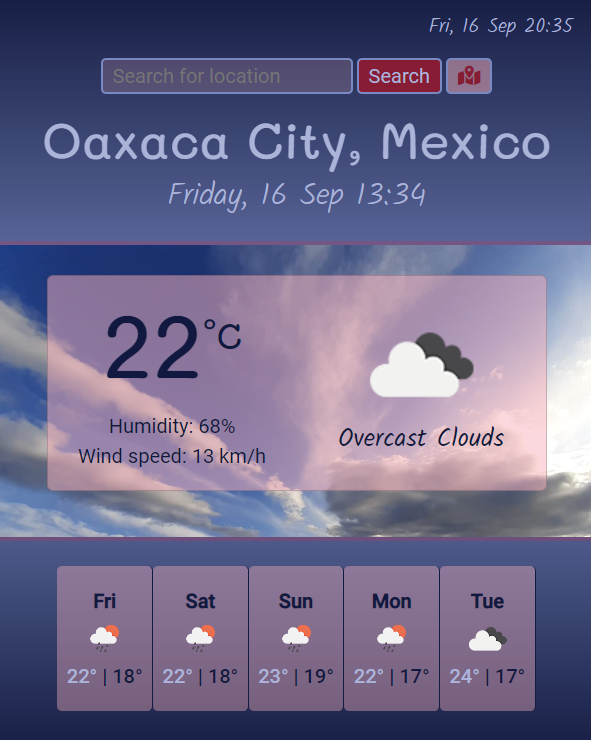 Fri, 16 Sep 20:35
Search for location Search
Oaxaca City, Mexico
Friday, 16 Sep 13:34
22°C
Humidity: 68%
Wind speed: 13 km/h
Overcast Clouds
Fri Sat Sun Mon Tue
22° | 18° 22° | 18° 23° | 19° 22° | 17° 24° | 17°